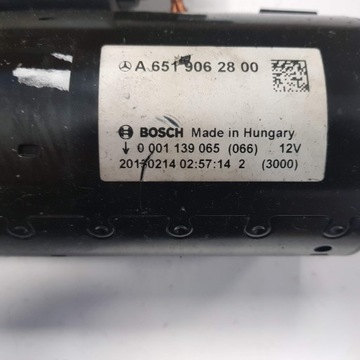 A 651 906 28 00
BOSCH Made in Hungary
0 001 139 065 (066) 12V
02:57:14 2 (3000)